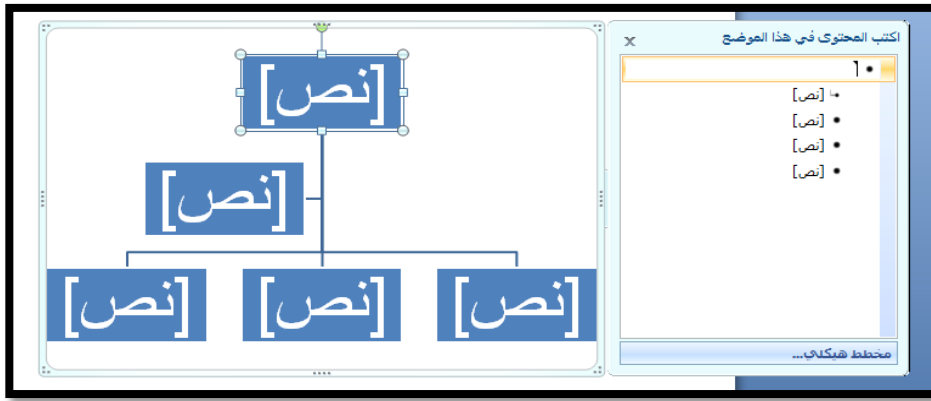 اكتب المحتوى في هذا الموضع
x
[نص]
[نص]
[نص]
[نص]
مخطط هيكلي...
[نص]
[نص]
[نص] [نص] [نص]